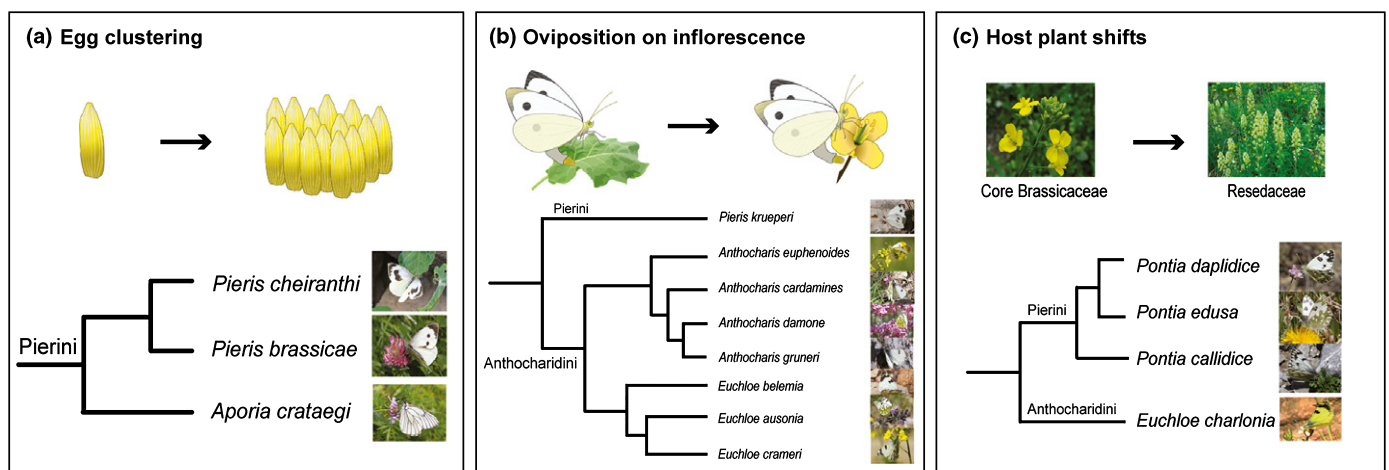 (a) Egg clustering
Pierini
Pieris cheiranthi
Pieris brassicae
Aporia crataegi
(b) Oviposition on inflorescence
Pierini
Anthocharidini
Pieris krueperi
Anthocharis euphenoides
Anthocharis cardamines
Anthocharis damone
Anthocharis gruneri
Euchloe belemia
Euchloe ausonia
Euchloe crameri
(c) Host plant shifts
Core Brassicaceae
Resedaceae
Pierini
Anthocharidini
Pontia daplidice
Pontia edusa
Pontia callidice
Euchloe charlonia